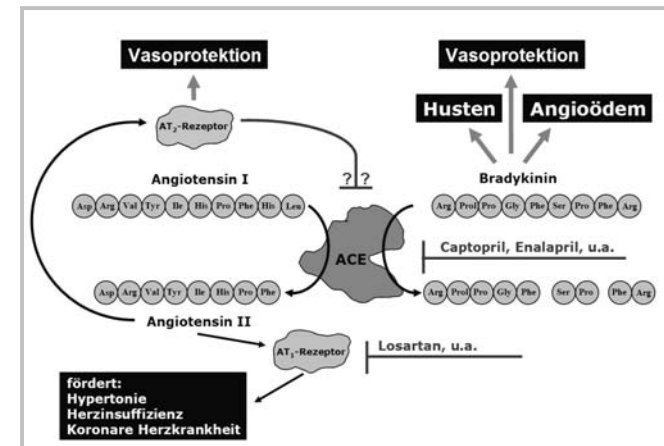 Vasoprotektion
Vasoprotektion
Husten
Angioödem
AT2-Rezeptor
? ?
Angiotensin I
Bradykinin
Asp Arg Val Tyr Ile His Pro Phe His Leu
Arg Prol Pro Gly Phe Ser Pro Phe Arg
ACE
Captopril, Enalapril, u.a.
Asp Arg Val Tyr Ile His Pro Phe
Arg Prol Pro Gly Phe Ser Pro Phe Arg
Angiotensin II
AT1-Rezeptor
Losartan, u.a.
fördert:
Hypertonie
Herzinsuffizienz
Koronare Herzkrankheit